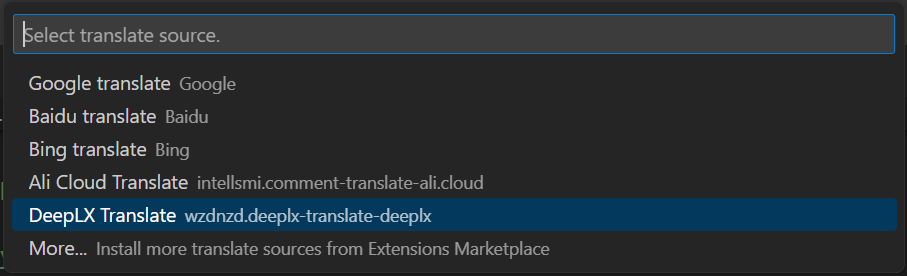 Select translate source.
Google translate Google
Baidu translate Baidu
Bing translate Bing
Ali Cloud Translate intellsmi.comment-translate-ali.cloud
DeepLX Translate wzdnzd.deeplx-translate-deeplx
More... Install more translate sources from Extensions Marketplace